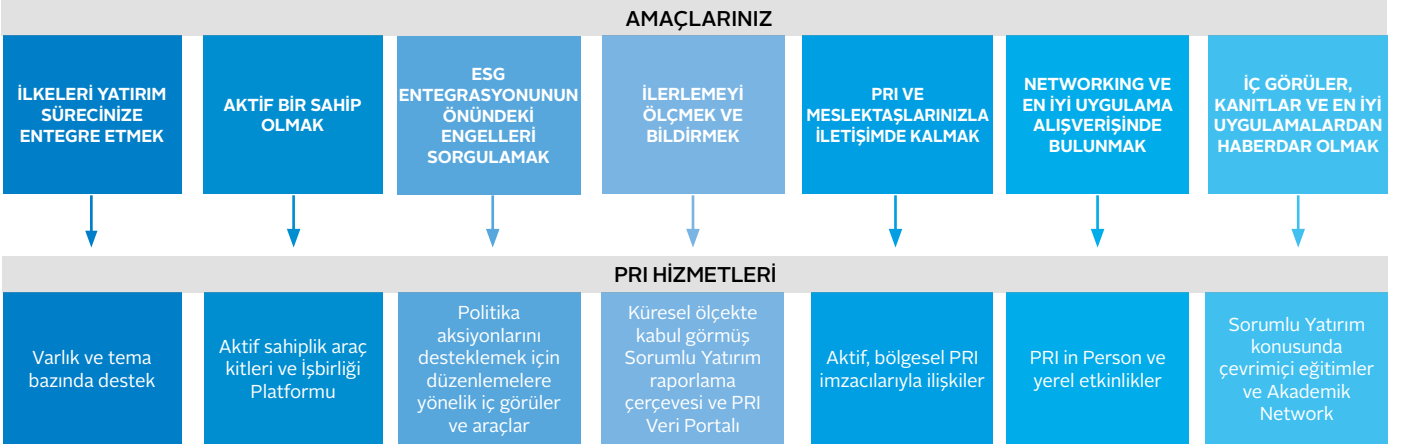 AMAÇLARINIZ
İLKELERİ YATIRIM
SÜRECİNİZE
ENTEGRE ETMEK
AKTİF BİR SAHİP
OLMAK
ESG
ENTEGRASYONUNUN
ÖNÜNDEKİ
ENGELLERİ
SORGULAMAK
İLERLEMEYİ
ÖLÇMEK VE
BİLDİRMEK
PRI VE
MESLEKTAŞLARINIZLA
İLETİŞİMDE KALMAK
NETWORKING VE
EN İYİ UYGULAMA
ALIŞVERİŞİNDE
BULUNMAK
İÇ GÖRÜLER,
KANITLAR VE EN İYİ
UYGULAMALARDAN
HABERDAR OLMAK
PRI HİZMETLERİ
Varlık ve tema
bazında destek
Aktif sahiplik araç
kitleri ve İşbirliği
Platformu
Politika
aksiyonlarını
desteklemek için
düzenlemelere
yönelik iç görüler
ve araçlar
Küresel ölçekte
kabul görmüş
Sorumlu Yatırım
raporlama
çerçevesi ve PRI
Veri Portalı
Aktif, bölgesel PRI
imzacılarıyla ilişkiler
PRI in Person ve
yerel etkinlikler
Sorumlu Yatırım
konusunda
çevrimiçi eğitimler
ve Akademik
Network